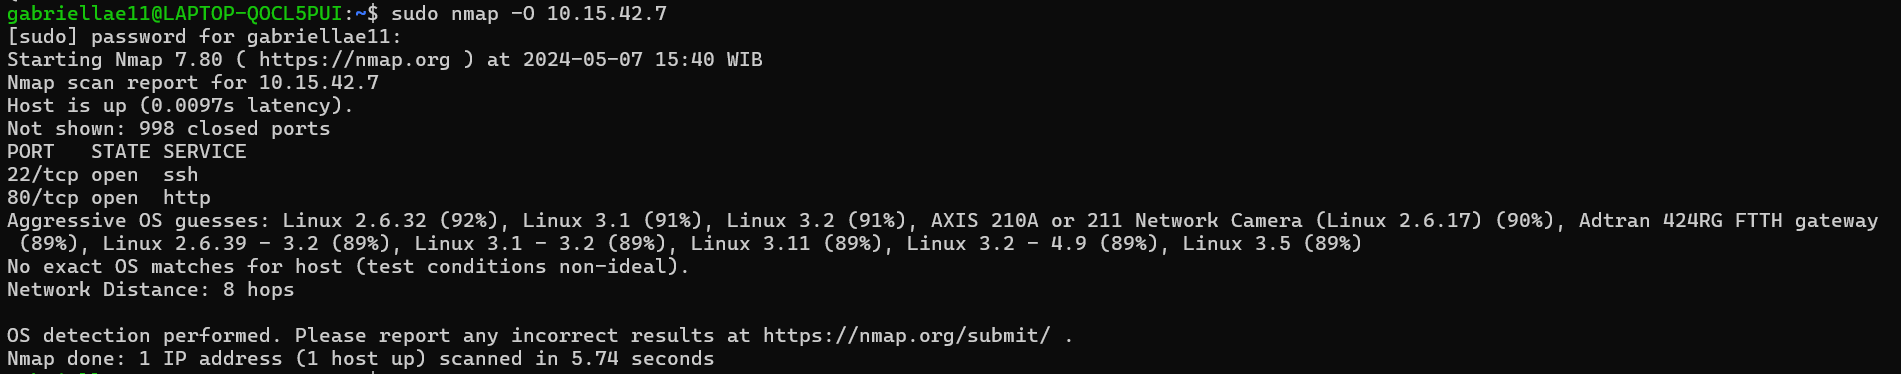 gabriellae11@LAPTOP-QOCL5PUI:~$ sudo nmap -O 10.15.42.7
[sudo] password for gabriellae11:
Starting Nmap 7.80 ( https://nmap.org ) at 2024-05-07 15:40 WIB
Nmap scan report for 10.15.42.7
Host is up (0.0097s latency).
Not shown: 998 closed ports
PORT   STATE SERVICE
22/tcp open  ssh
80/tcp open  http
Aggressive OS guesses: Linux 2.6.32 (92%), Linux 3.1 (91%), Linux 3.2 (91%), AXIS 210A or 211 Network Camera (Linux 2.6.17) (90%), Adtran 424RG FTTH gateway
 (89%), Linux 2.6.39 - 3.2 (89%), Linux 3.1 - 3.2 (89%), Linux 3.11 (89%), Linux 3.2 - 4.9 (89%), Linux 3.5 (89%)
No exact OS matches for host (test conditions non-ideal).
Network Distance: 8 hops

OS detection performed. Please report any incorrect results at https://nmap.org/submit/ .
Nmap done: 1 IP address (1 host up) scanned in 5.74 seconds